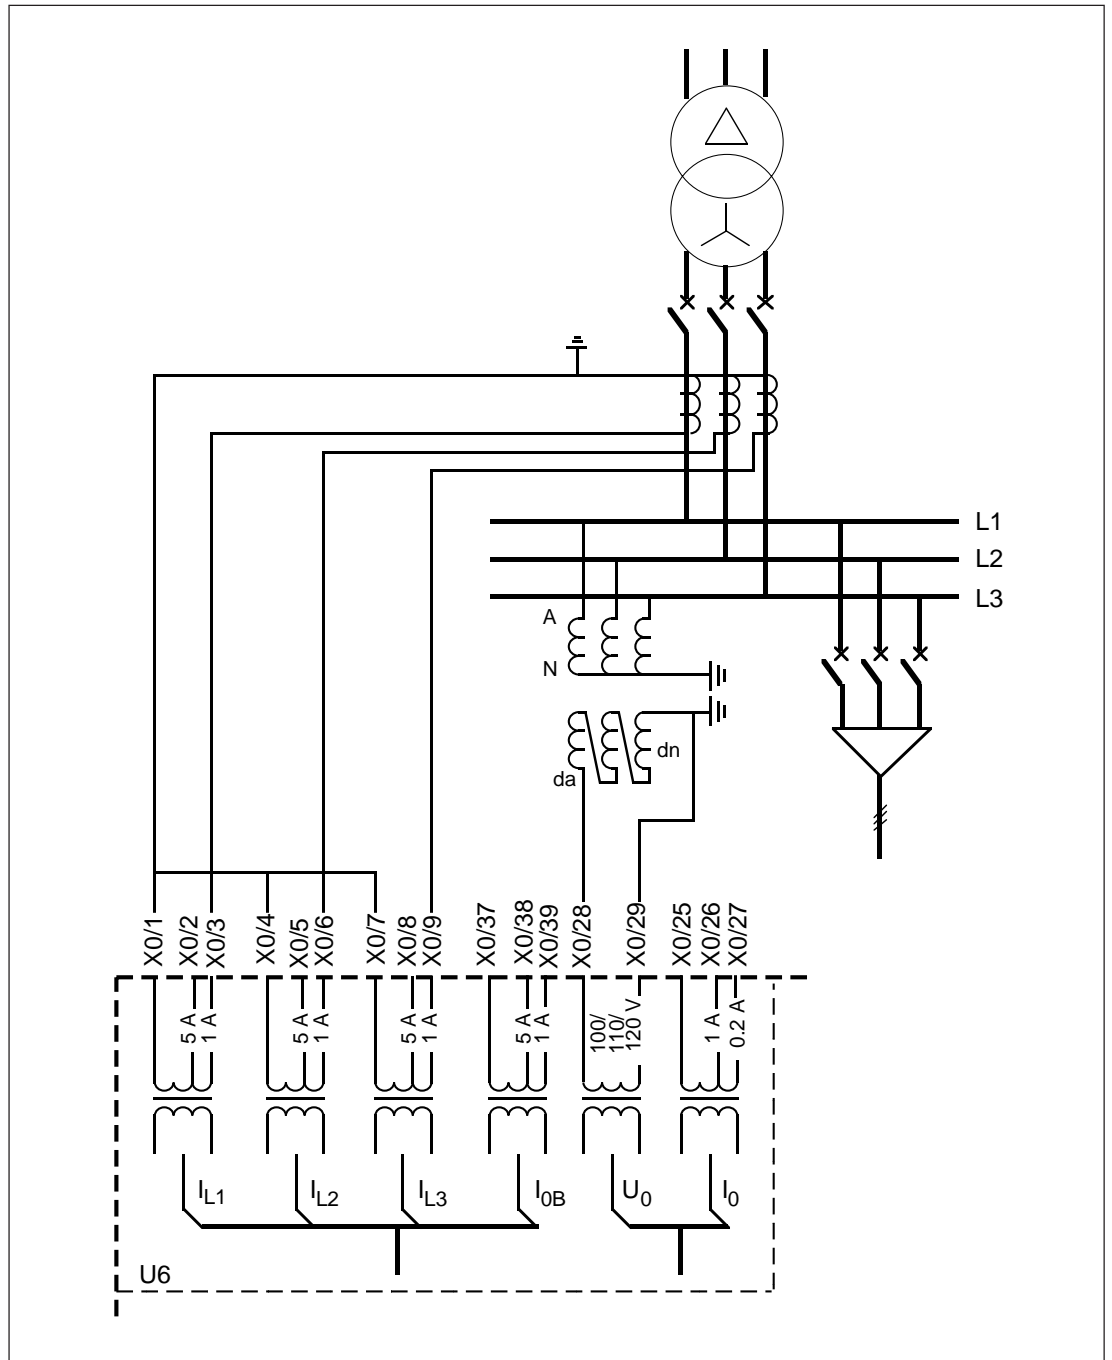 L1
L2
L3
A
N
dn
da
X0/1
X0/2
X0/3
X0/4
X0/5
X0/6
X0/7
X0/8
X0/9
X0/37
X0/38
X0/39
X0/28
X0/29
X0/25
X0/26
X0/27
5 A
1 A
5 A
1 A
5 A
1 A
5 A
1 A
100/
110/
120 V
1 A
0.2 A
IL1
IL2
IL3
I0B
U0
I0
U6